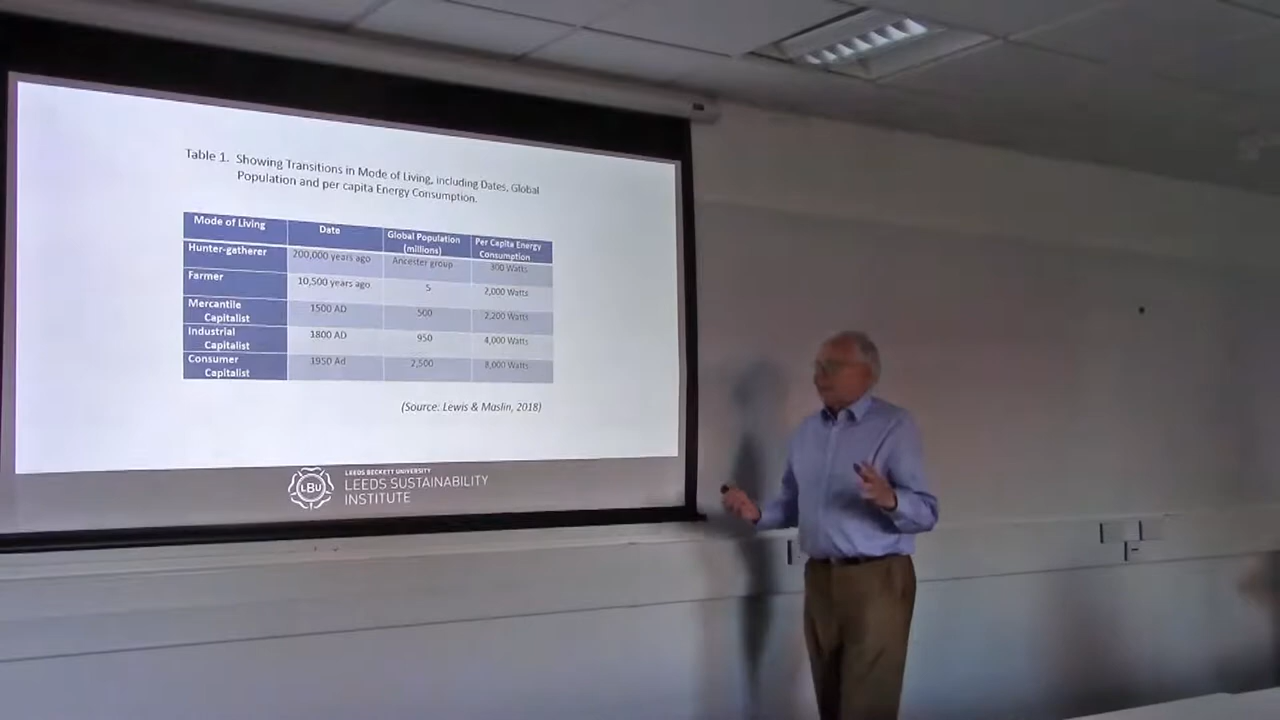 Table 1. Showing Transitions in Mode of Living, including Dates, Global
Population and per capita Energy Consumption.
Mode of Living Date Global Population (millions) Per Capita Energy Consumption
Hunter-gatherer 200,000 years ago Ancester group 300 Watts
Farmer 10,500 years ago 5 2,000 Watts
Mercantile Capitalist 1500 AD 500 2,200 Watts
Industrial Capitalist 1800 AD 950 4,000 Watts
Consumer Capitalist 1950 Ad 2,500 8,000 Watts
(Source: Lewis & Maslin, 2018)
LBU
LEEDS BECKETT UNIVERSITY
LEEDS SUSTAINABILITY
INSTITUTE